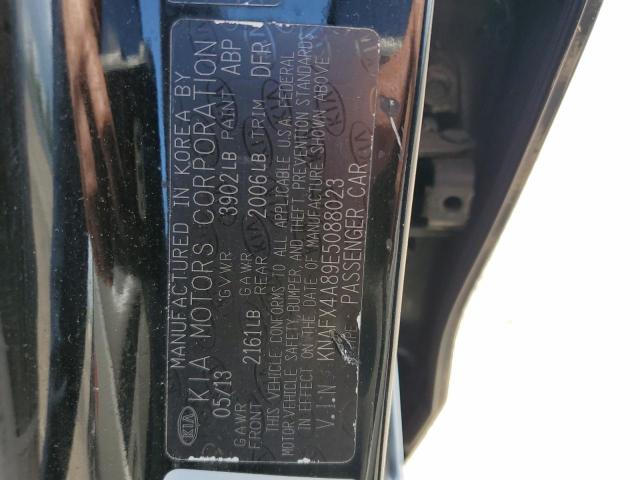 MANUFACTURED IN KOREA BY
KIA KIA MOTORS CORPORATION
05/13 GVWR 3902LB PAINT ABP
GAWR FRONT 2161LB GAWR REAR 2006LB TRIM DFR
THIS VEHICLE CONFORMS TO ALL APPLICABLE U.S.A. FEDERAL
MOTOR VEHICLE SAFETY, BUMPER, AND THEFT PREVENTION STANDARDS
IN EFFECT ON THE DATE OF MANUFACTURE SHOWN ABOVE.
V.I.N KNAFX4A89E5088023
TYPE: PASSENGER CAR